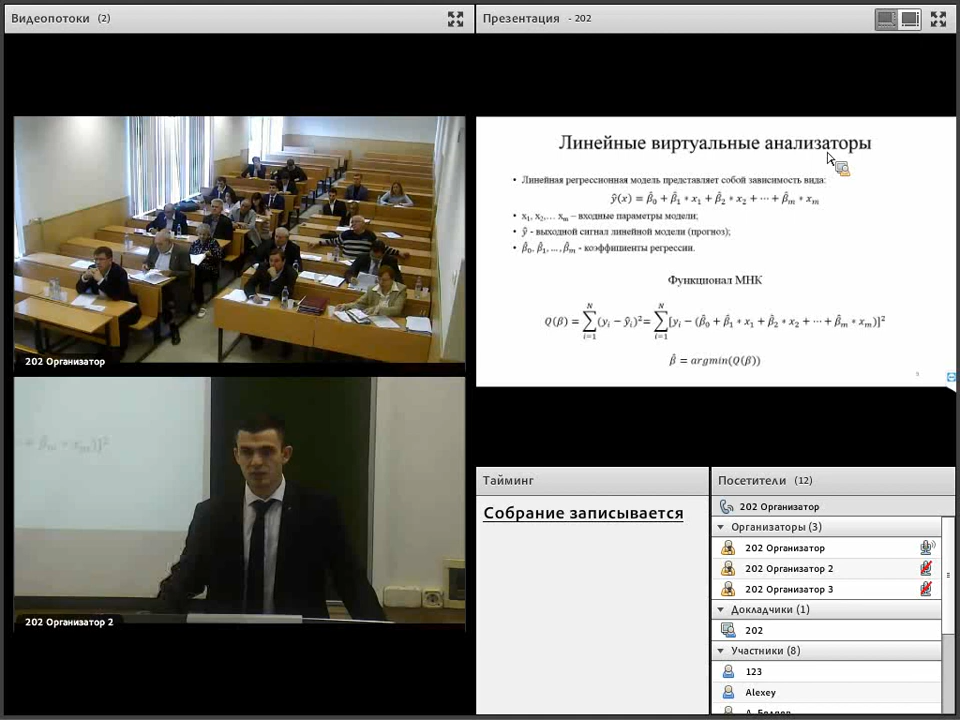 Видеопотоки (2)
202 Организатор
202 Организатор 2
Презентация - 202
Линейные виртуальные анализаторы
• Линейная регрессионная модель представляет собой зависимость вида:
ŷ(x) = β̂₀ + β̂₁ * x₁ + β̂₂ * x₂ + ⋯ + β̂ₘ * xₘ
• x₁, x₂,… xₘ – входные параметры модели;
• ŷ - выходной сигнал линейной модели (прогноз);
• β̂₀, β̂₁, … , β̂ₘ - коэффициенты регрессии.
Функционал МНК
Q(β) = ∑ᵢ₌₁ᴺ (yᵢ − ŷᵢ)² = ∑ᵢ₌₁ᴺ [yᵢ − (β̂₀ + β̂₁ * x₁ + β̂₂ * x₂ + ⋯ + β̂ₘ * xₘ)]²
β̂ = argmin(Q(β))
Тайминг
Собрание записывается
Посетители (12)
202 Организатор
Организаторы (3)
202 Организатор
202 Организатор 2
202 Организатор 3
Докладчики (1)
202
Участники (8)
123
Alexey